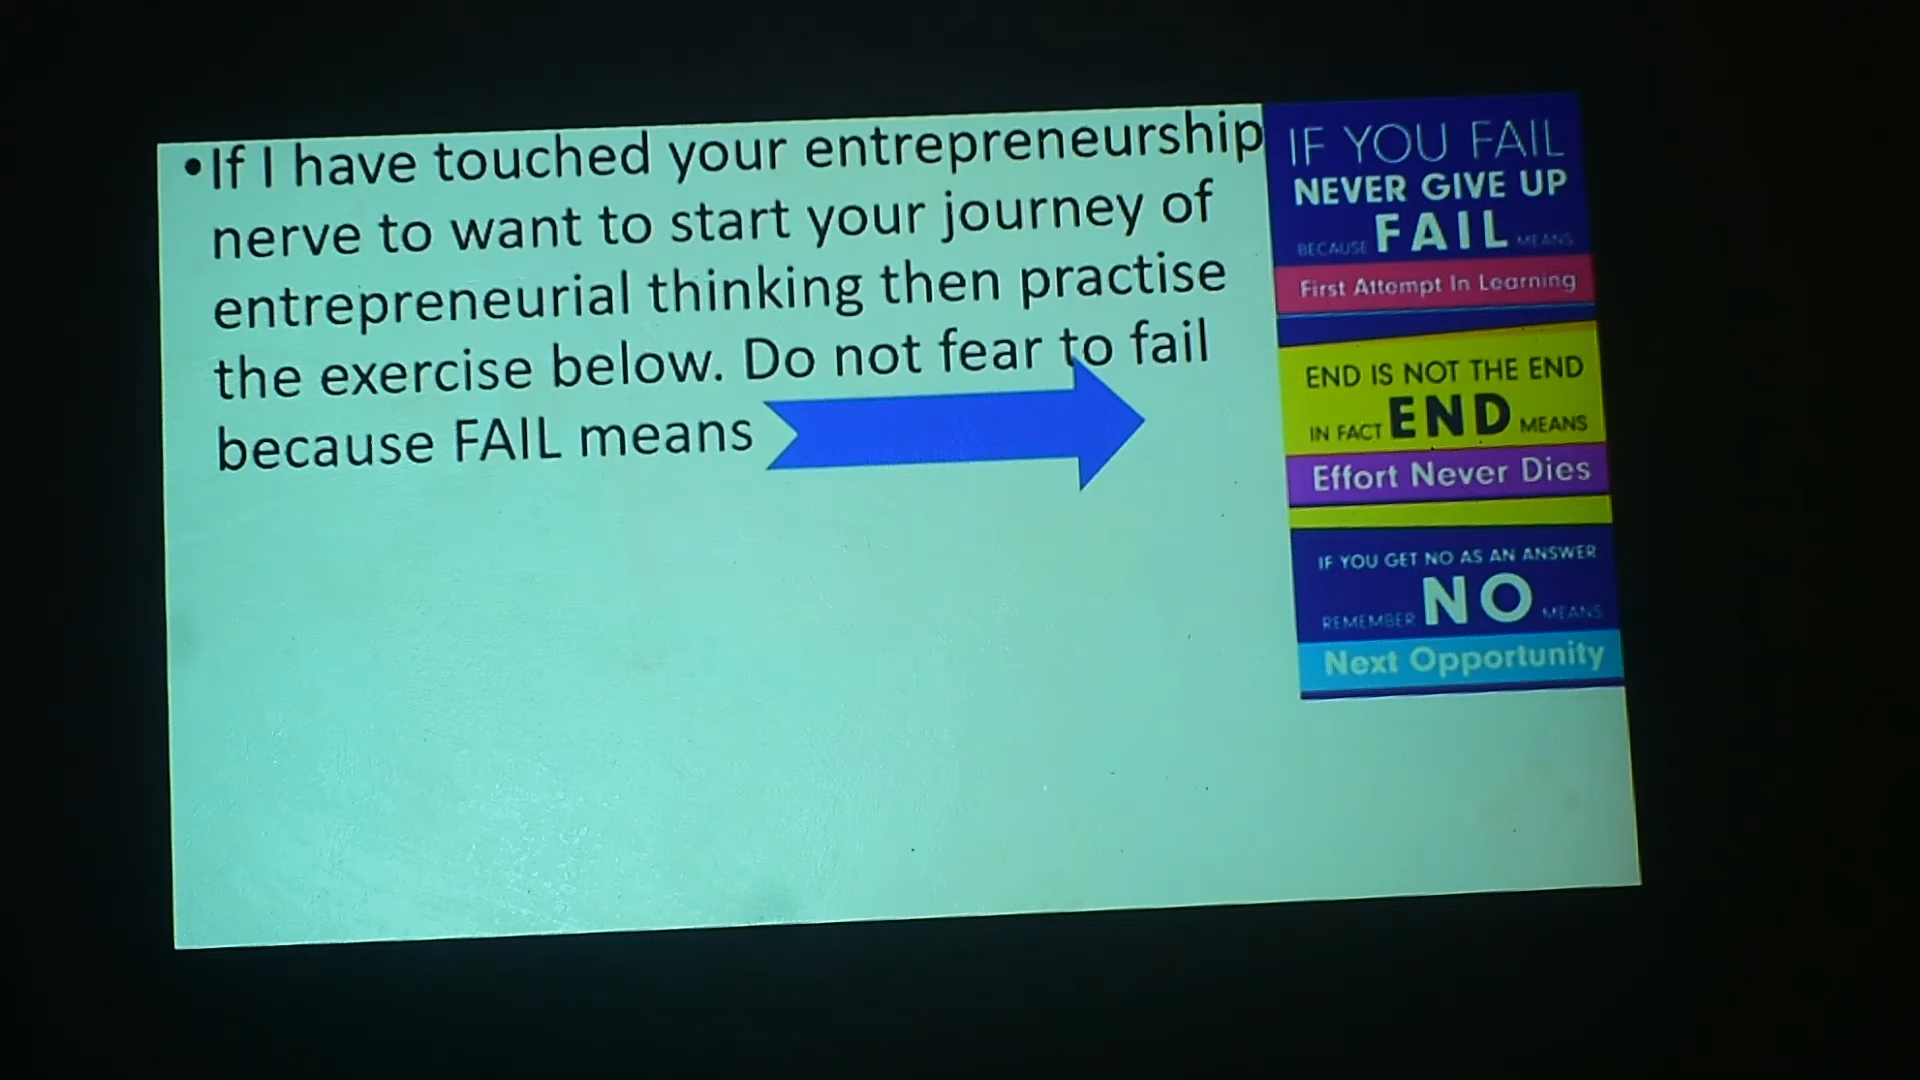 •If I have touched your entrepreneurship
nerve to want to start your journey of
entrepreneurial thinking then practise
the exercise below. Do not fear to fail
because FAIL means
IF YOU FAIL
NEVER GIVE UP
BECAUSE FAIL MEANS
First Attempt In Learning
END IS NOT THE END
IN FACT END MEANS
Effort Never Dies
IF YOU GET NO AS AN ANSWER
REMEMBER NO MEANS
Next Opportunity